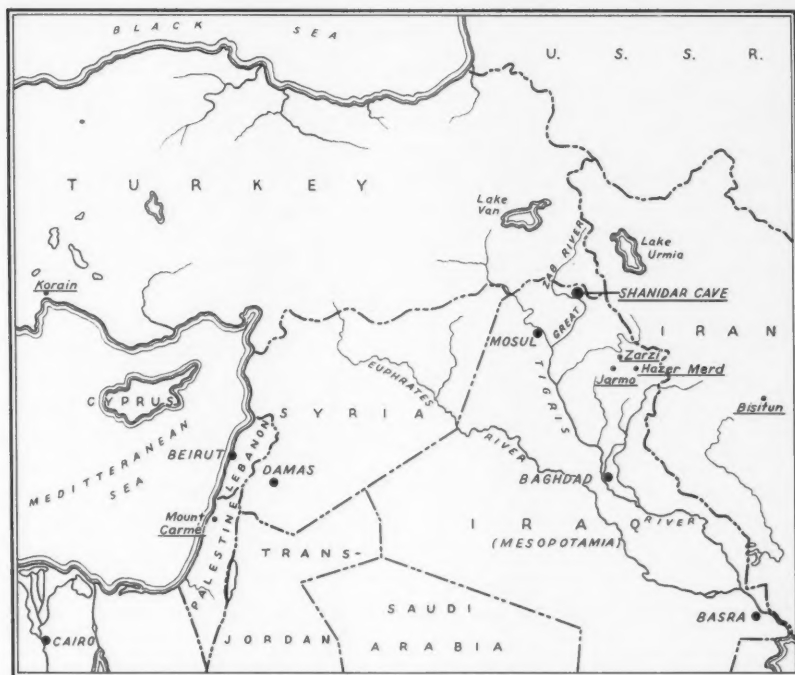 BLACK SEA
U. S. S. R.
TURKEY
Lake
Van
Lake
Urmia
GREAT ZAB RIVER
Korain
SHANIDAR CAVE
MOSUL
IRAN
Zarzi
Hazer Merd
Jarmo
Bisitun
CYPRUS
EUPHRATES RIVER
TIGRIS RIVER
SYRIA
MEDITTERANEAN
SEA
BEIRUT
LEBANON
DAMAS
BAGHDAD
Mount
Carmel
PALESTINE
IRAQ
(MESOPOTAMIA)
TRANS-
JORDAN
SAUDI
ARABIA
BASRA
CAIRO